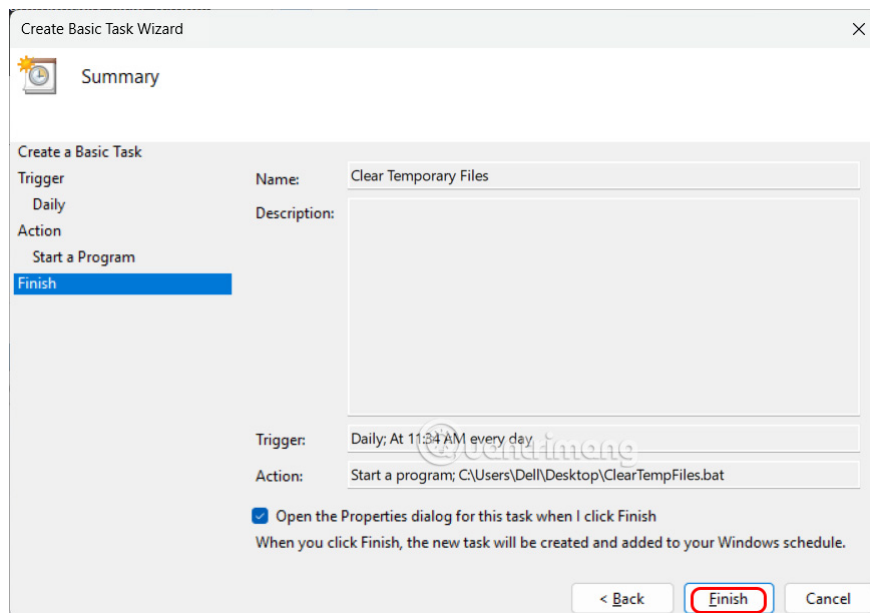 Create Basic Task Wizard
Summary
Create a Basic Task
Trigger
Daily
Action
Start a Program
Finish
Name: Clear Temporary Files
Description:
Trigger: Daily; At 11:34 AM every day
Action: Start a program; C:\Users\Dell\Desktop\ClearTempFiles.bat
Open the Properties dialog for this task when I click Finish
When you click Finish, the new task will be created and added to your Windows schedule.
< Back Finish Cancel
uantrimang